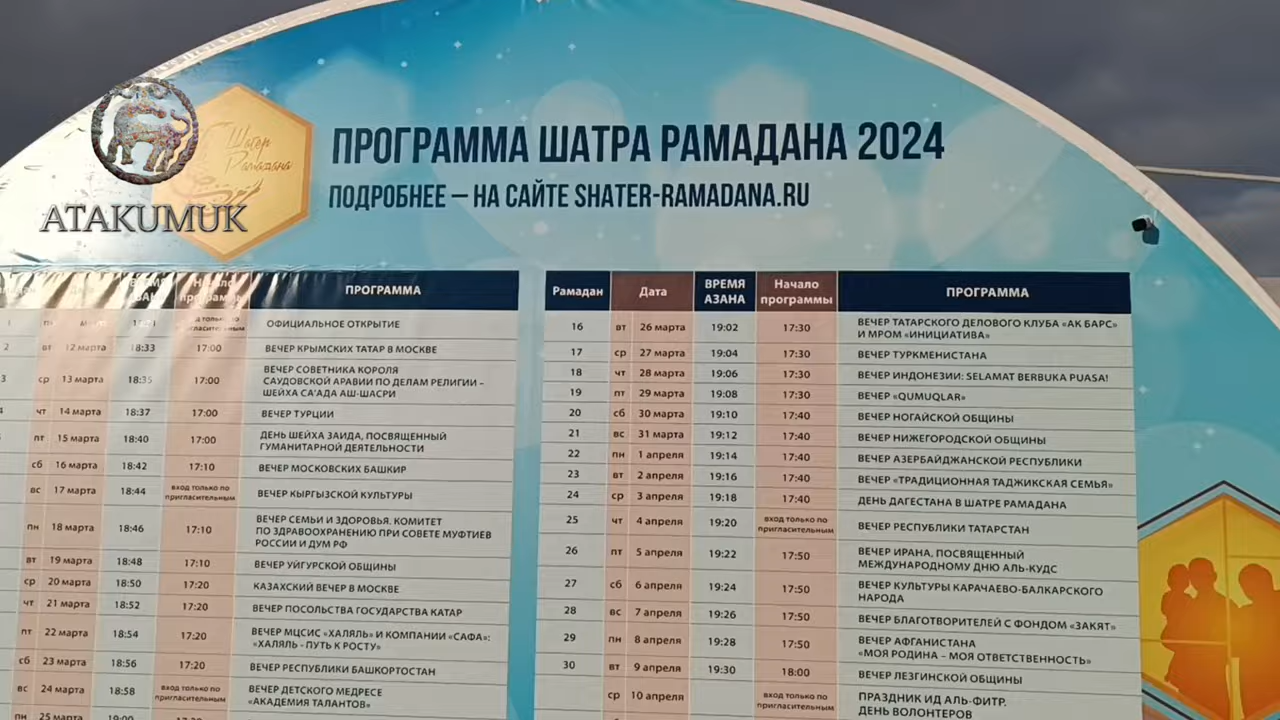 Шатер
Рамадана
ATAKUMUK
ПРОГРАММА ШАТРА РАМАДАНА 2024
ПОДРОБНЕЕ – НА САЙТЕ SHATER-RAMADANA.RU
ПРОГРАММА
ОФИЦИАЛЬНОЕ ОТКРЫТИЕ
2 вт 12 марта 18:33 17:00 ВЕЧЕР КРЫМСКИХ ТАТАР В МОСКВЕ
3 ср 13 марта 18:35 17:00 ВЕЧЕР СОВЕТНИКА КОРОЛЯ
САУДОВСКОЙ АРАВИИ ПО ДЕЛАМ РЕЛИГИИ –
ШЕЙХА СА'АДА АШ-ШАСРИ
чт 14 марта 18:37 17:00 ВЕЧЕР ТУРЦИИ
пт 15 марта 18:40 17:00 ДЕНЬ ШЕЙХА ЗАИДА, ПОСВЯЩЕННЫЙ
ГУМАНИТАРНОЙ ДЕЯТЕЛЬНОСТИ
сб 16 марта 18:42 17:10 ВЕЧЕР МОСКОВСКИХ БАШКИР
вс 17 марта 18:44 вход только по
пригласительным ВЕЧЕР КЫРГЫЗСКОЙ КУЛЬТУРЫ
пн 18 марта 18:46 17:10 ВЕЧЕР СЕМЬИ И ЗДОРОВЬЯ. КОМИТЕТ
ПО ЗДРАВООХРАНЕНИЮ ПРИ СОВЕТЕ МУФТИЕВ
РОССИИ И ДУМ РФ
вт 19 марта 18:48 17:10 ВЕЧЕР УЙГУРСКОЙ ОБЩИНЫ
ср 20 марта 18:50 17:20 КАЗАХСКИЙ ВЕЧЕР В МОСКВЕ
чт 21 марта 18:52 17:20 ВЕЧЕР ПОСОЛЬСТВА ГОСУДАРСТВА КАТАР
пт 22 марта 18:54 17:20 ВЕЧЕР МЦСИС «ХАЛЯЛЬ» И КОМПАНИИ «САФА»:
«ХАЛЯЛЬ - ПУТЬ К РОСТУ»
сб 23 марта 18:56 17:20 ВЕЧЕР РЕСПУБЛИКИ БАШКОРТОСТАН
вс 24 марта 18:58 вход только по
пригласительным ВЕЧЕР ДЕТСКОГО МЕДРЕСЕ
«АКАДЕМИЯ ТАЛАНТОВ»
пн 25 марта 19:00
Рамадан Дата ВРЕМЯ
АЗАНА Начало
программы ПРОГРАММА
16 вт 26 марта 19:02 17:30 ВЕЧЕР ТАТАРСКОГО ДЕЛОВОГО КЛУБА «АК БАРС»
И МРОМ «ИНИЦИАТИВА»
17 ср 27 марта 19:04 17:30 ВЕЧЕР ТУРКМЕНИСТАНА
18 чт 28 марта 19:06 17:30 ВЕЧЕР ИНДОНЕЗИИ: SELAMAT BERBUKA PUASA!
19 пт 29 марта 19:08 17:30 ВЕЧЕР «QUMUQLAR»
20 сб 30 марта 19:10 17:40 ВЕЧЕР НОГАЙСКОЙ ОБЩИНЫ
21 вс 31 марта 19:12 17:40 ВЕЧЕР НИЖЕГОРОДСКОЙ ОБЩИНЫ
22 пн 1 апреля 19:14 17:40 ВЕЧЕР АЗЕРБАЙДЖАНСКОЙ РЕСПУБЛИКИ
23 вт 2 апреля 19:16 17:40 ВЕЧЕР «ТРАДИЦИОННАЯ ТАДЖИКСКАЯ СЕМЬЯ»
24 ср 3 апреля 19:18 17:40 ДЕНЬ ДАГЕСТАНА В ШАТРЕ РАМАДАНА
25 чт 4 апреля 19:20 вход только по
пригласительным ВЕЧЕР РЕСПУБЛИКИ ТАТАРСТАН
26 пт 5 апреля 19:22 17:50 ВЕЧЕР ИРАНА, ПОСВЯЩЕННЫЙ
МЕЖДУНАРОДНОМУ ДНЮ АЛЬ-КУДС
27 сб 6 апреля 19:24 17:50 ВЕЧЕР КУЛЬТУРЫ КАРАЧАЕВО-БАЛКАРСКОГО
НАРОДА
28 вс 7 апреля 19:26 17:50 ВЕЧЕР БЛАГОТВОРИТЕЛЕЙ С ФОНДОМ «ЗАКЯТ»
29 пн 8 апреля 19:28 17:50 ВЕЧЕР АФГАНИСТАНА
«МОЯ РОДИНА – МОЯ ОТВЕТСТВЕННОСТЬ»
30 вт 9 апреля 19:30 18:00 ВЕЧЕР ЛЕЗГИНСКОЙ ОБЩИНЫ
ср 10 апреля вход только по
пригласительным ПРАЗДНИК ИД АЛЬ-ФИТР.
ДЕНЬ ВОЛОНТЕРОВ